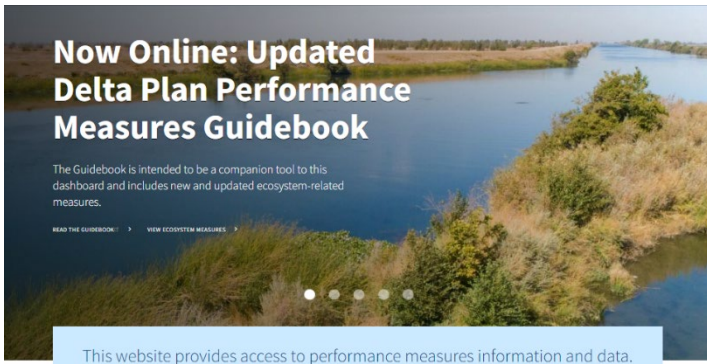 Now Online: Updated
Delta Plan Performance
Measures Guidebook
The Guidebook is intended to be a companion tool to this
dashboard and includes new and updated ecosystem-related
measures.
READ THE GUIDEBOOK > VIEW ECOSYSTEM MEASURES >
This website provides access to performance measures information and data.